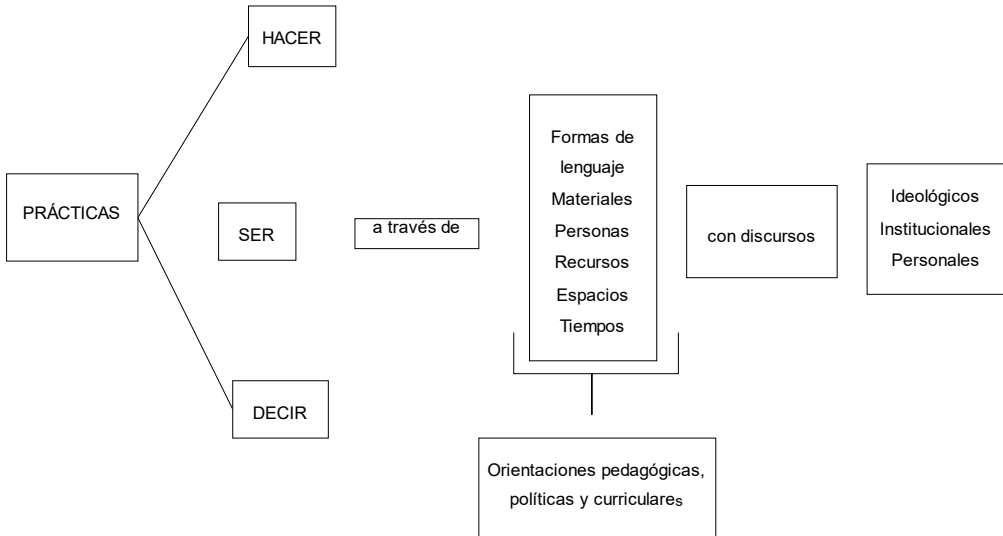 HACER
PRÁCTICAS
SER
DECIR
a través de
Formas de
lenguaje
Materiales
Personas
Recursos
Espacios
Tiempos
con discursos
Ideológicos
Institucionales
Personales
Orientaciones pedagógicas,
políticas y curriculares